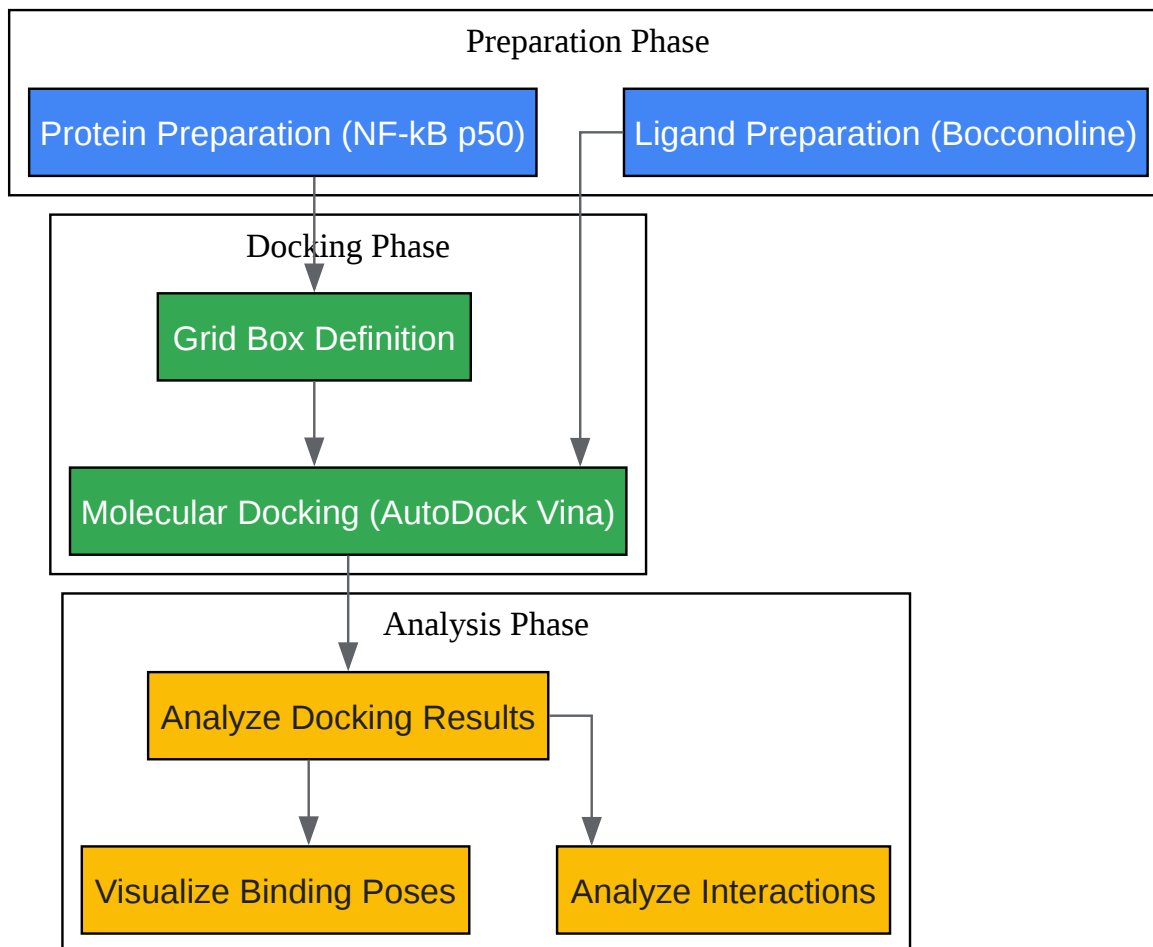 Preparation Phase
Protein Preparation (NF-kB p50)
Ligand Preparation (Bocconoline)
Docking Phase
Grid Box Definition
Molecular Docking (AutoDock Vina)
Analysis Phase
Analyze Docking Results
Visualize Binding Poses
Analyze Interactions